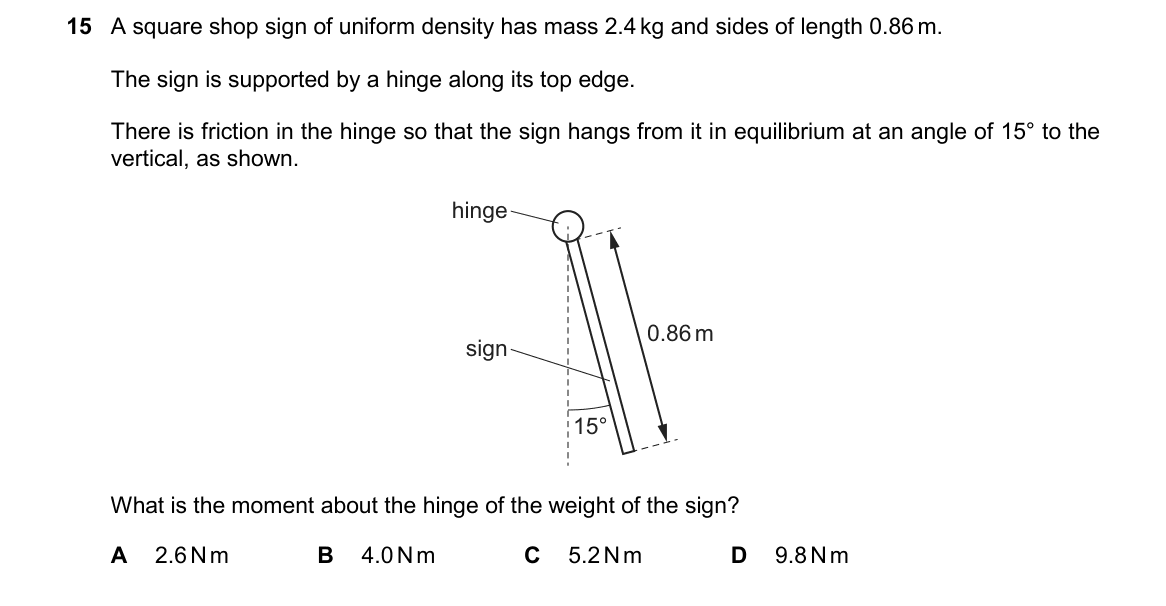 15 A square shop sign of uniform density has mass 2.4 kg and sides of length 0.86 m.
The sign is supported by a hinge along its top edge.
There is friction in the hinge so that the sign hangs from it in equilibrium at an angle of 15° to the
vertical, as shown.
hinge
0.86 m
sign
15°
What is the moment about the hinge of the weight of the sign?
A 2.6 N m B 4.0 N m C 5.2 N m D 9.8 N m